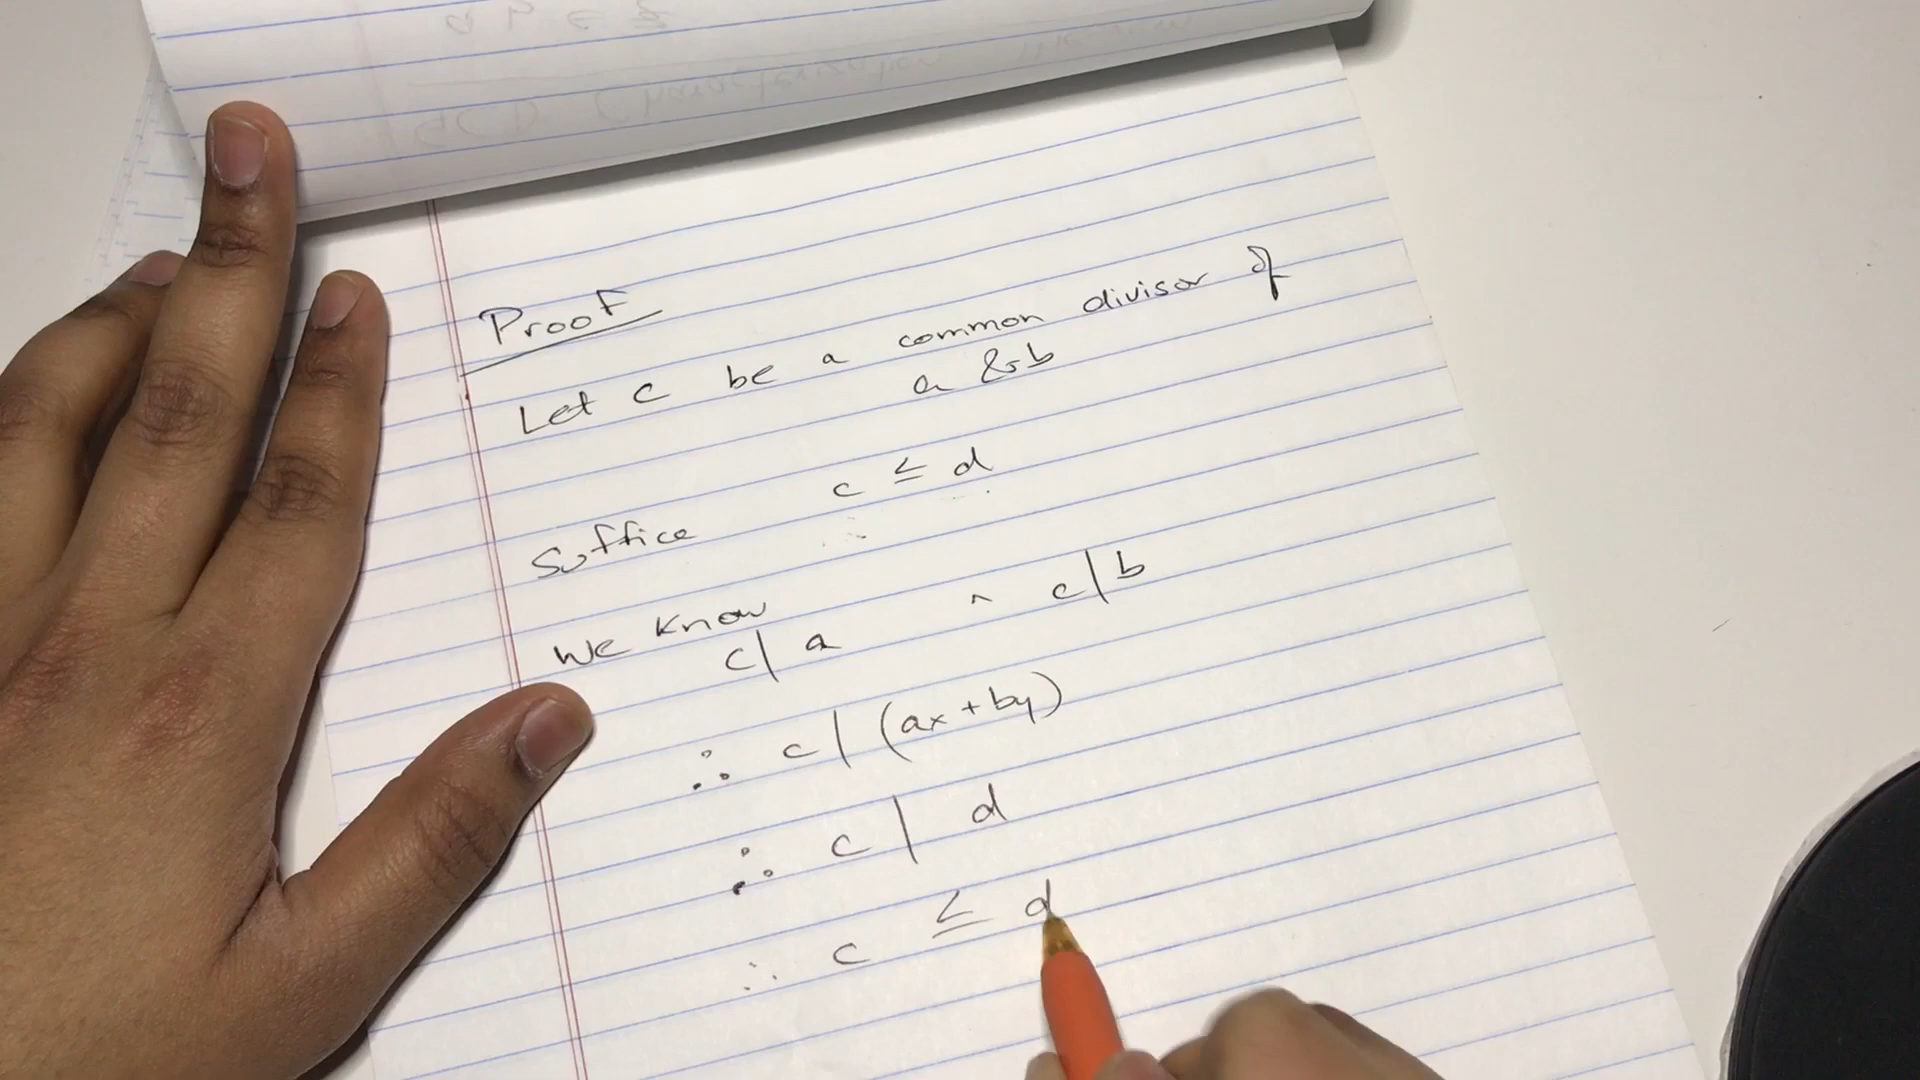 Proof
Let c be a common divisor of
a & b
c ≤ d
Suffice
We know
c | a ^ c | b
∴ c | (ax + by)
∴ c | d
∴ c ≤ d